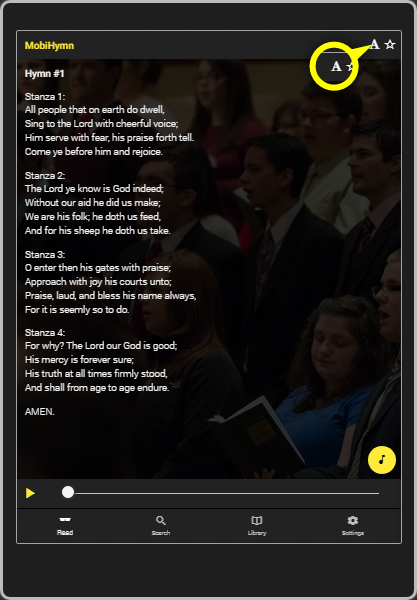 MobiHymn
A
A
Hymn #1
Stanza 1:
All people that on earth do dwell,
Sing to the Lord with cheerful voice;
Him serve with fear, his praise forth tell.
Come ye before him and rejoice.
Stanza 2:
The Lord ye know is God indeed;
Without our aid he did us make;
We are his folk; he doth us feed,
And for his sheep he doth us take.
Stanza 3:
O enter then his gates with praise;
Approach with joy his courts unto;
Praise, laud, and bless his name always,
For it is seemly so to do.
Stanza 4:
For why? The Lord our God is good;
His mercy is forever sure;
His truth at all times firmly stood,
And shall from age to age endure.
AMEN.
Read
Search
Library
Settings